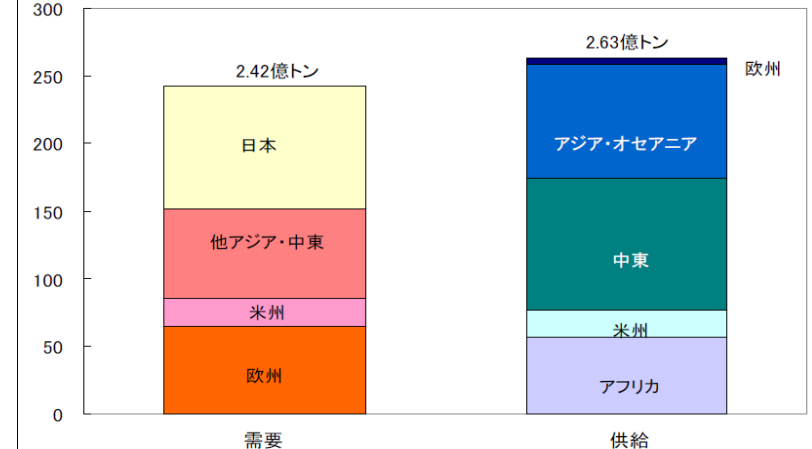 300
250
200
150
100
50
0
2.42億トン
日本
他アジア・中東
米州
欧州
2.63億トン
欧州
アジア・オセアニア
中東
米州
アフリカ
需要
供給